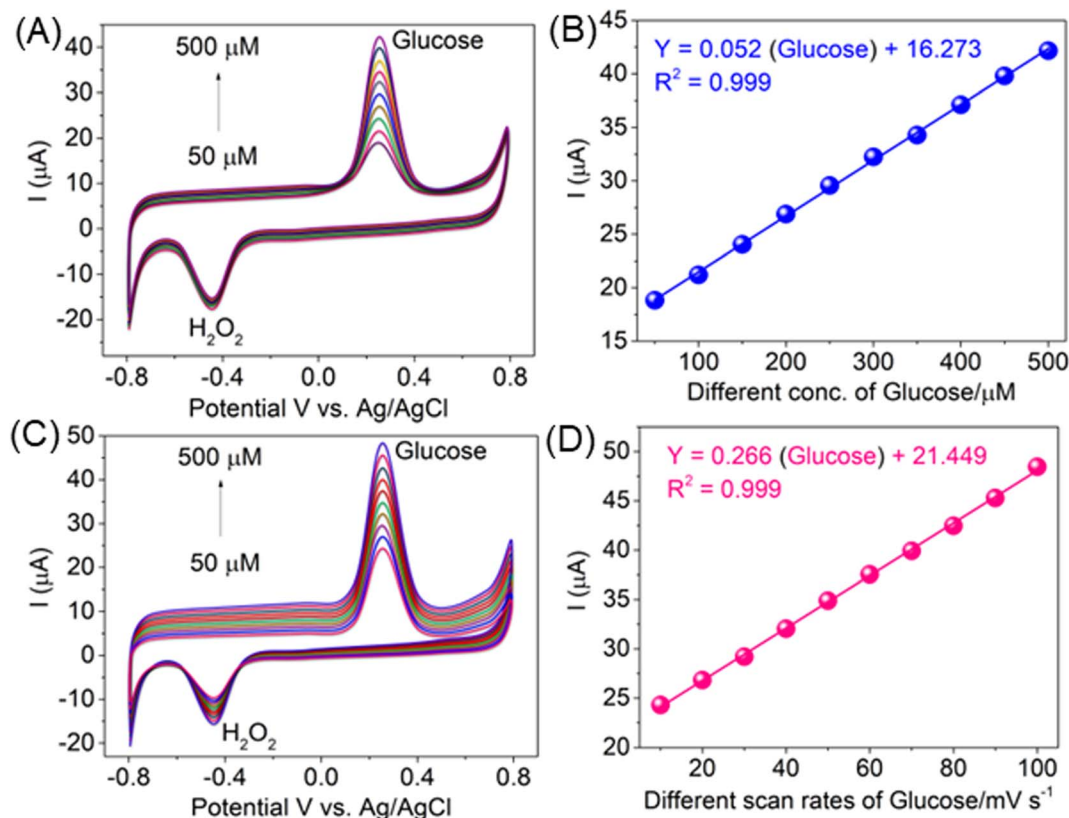 (A)
500 μM
50 μM
Glucose
H₂O₂
I (μA)
40
30
20
10
0
-10
-20
-0.8 -0.4 0.0 0.4 0.8
Potential V vs. Ag/AgCl
(B)
Y = 0.052 (Glucose) + 16.273
R² = 0.999
I (μA)
45
40
35
30
25
20
15
100 200 300 400 500
Different conc. of Glucose/μM
(C)
500 μM
50 μM
Glucose
H₂O₂
I (μA)
50
40
30
20
10
0
-10
-20
-0.8 -0.4 0.0 0.4 0.8
Potential V vs. Ag/AgCl
(D)
Y = 0.266 (Glucose) + 21.449
R² = 0.999
I (μA)
50
45
40
35
30
25
20
20 40 60 80 100
Different scan rates of Glucose/mV s⁻¹